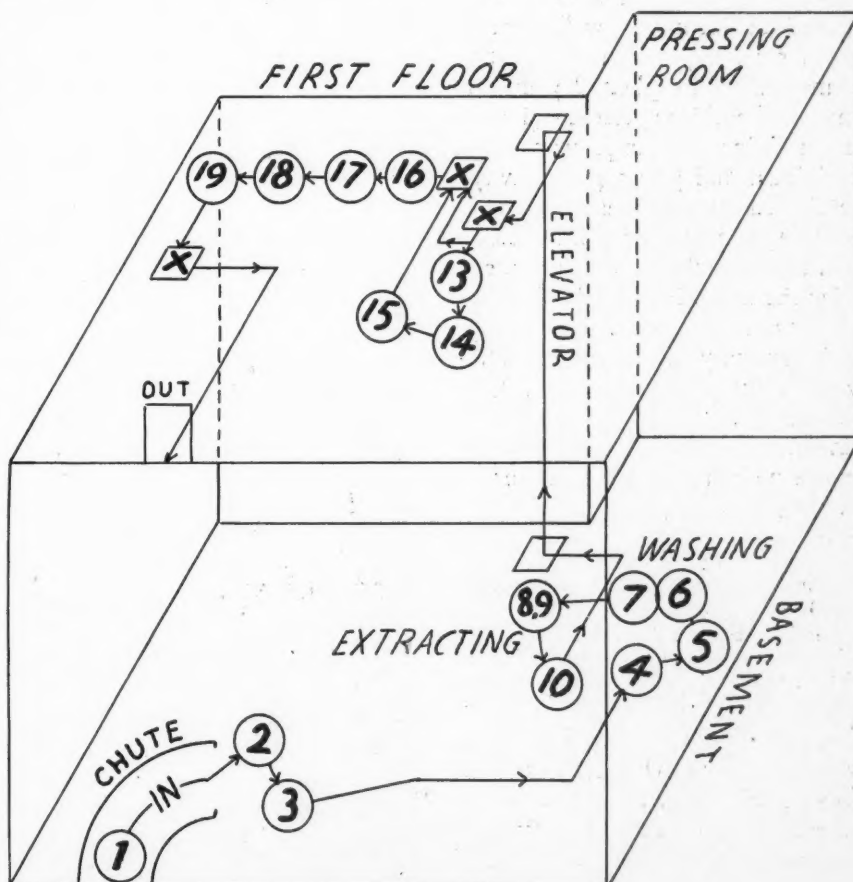 FIRST FLOOR
PRESSING
ROOM
19
18
17
16
X
X
13
X
15
14
ELEVATOR
OUT
WASHING
8,9
7
6
EXTRACTING
5
4
10
BASEMENT
CHUTE
2
IN
3
1